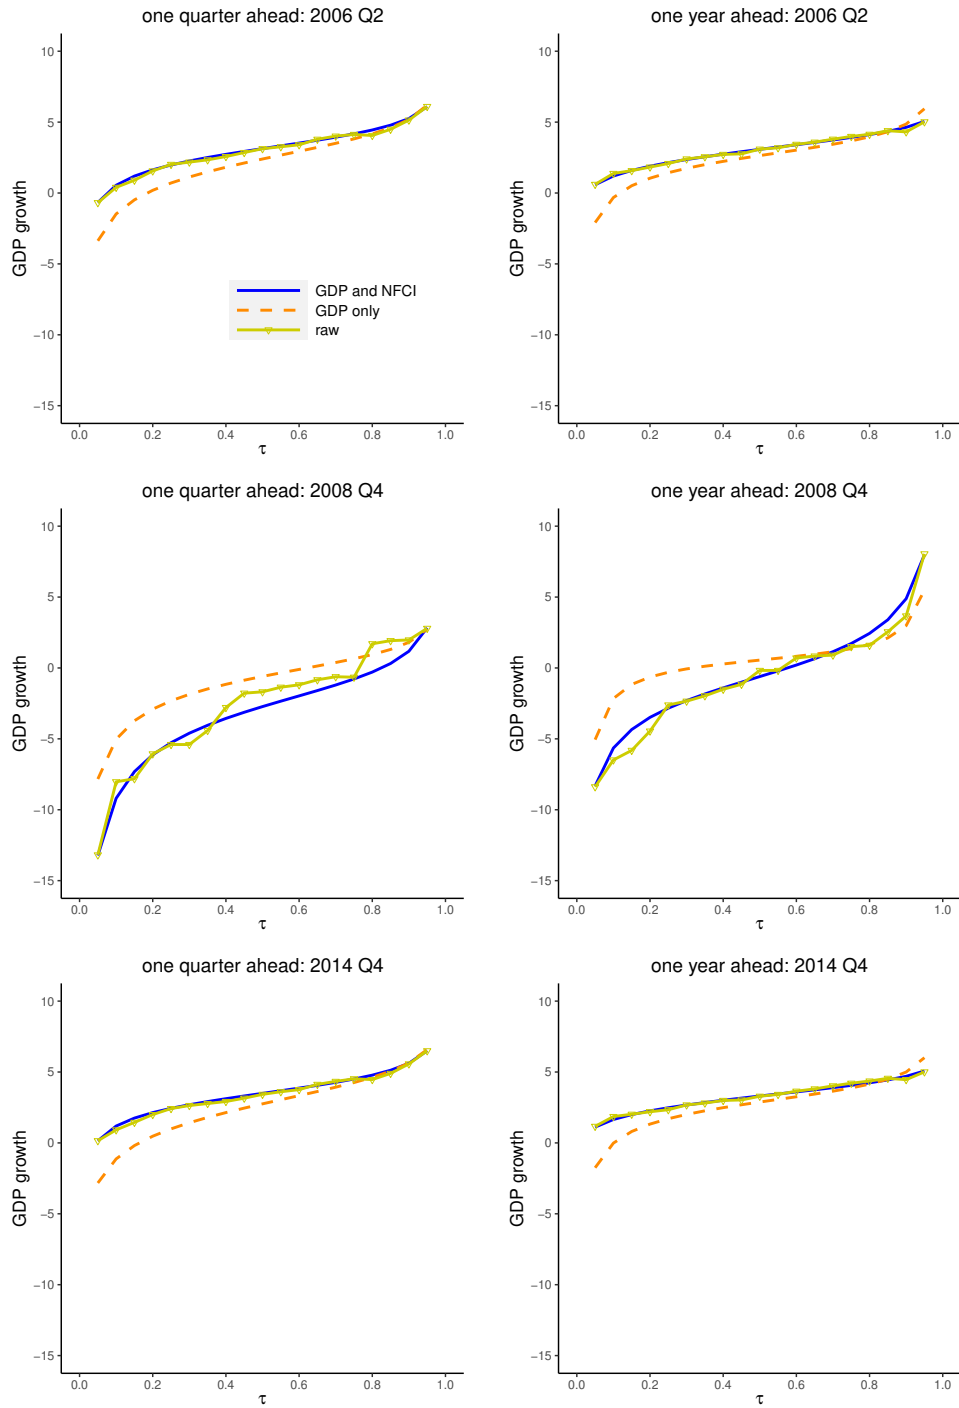 one quarter ahead: 2006 Q2
GDP growth
10
5
0
−5
−10
−15
0.0 0.2 0.4 0.6 0.8 1.0
τ
GDP and NFCI
GDP only
raw
one year ahead: 2006 Q2
GDP growth
10
5
0
−5
−10
−15
0.0 0.2 0.4 0.6 0.8 1.0
τ
one quarter ahead: 2008 Q4
GDP growth
10
5
0
−5
−10
−15
0.0 0.2 0.4 0.6 0.8 1.0
τ
one year ahead: 2008 Q4
GDP growth
10
5
0
−5
−10
−15
0.0 0.2 0.4 0.6 0.8 1.0
τ
one quarter ahead: 2014 Q4
GDP growth
10
5
0
−5
−10
−15
0.0 0.2 0.4 0.6 0.8 1.0
τ
one year ahead: 2014 Q4
GDP growth
10
5
0
−5
−10
−15
0.0 0.2 0.4 0.6 0.8 1.0
τ